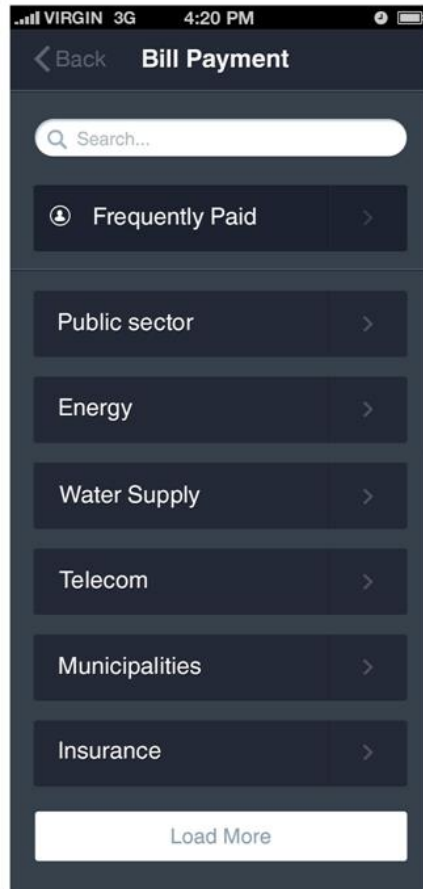 VIRGIN 3G 4:20 PM
Back Bill Payment
Search...
Frequently Paid
Public sector
Energy
Water Supply
Telecom
Municipalities
Insurance
Load More